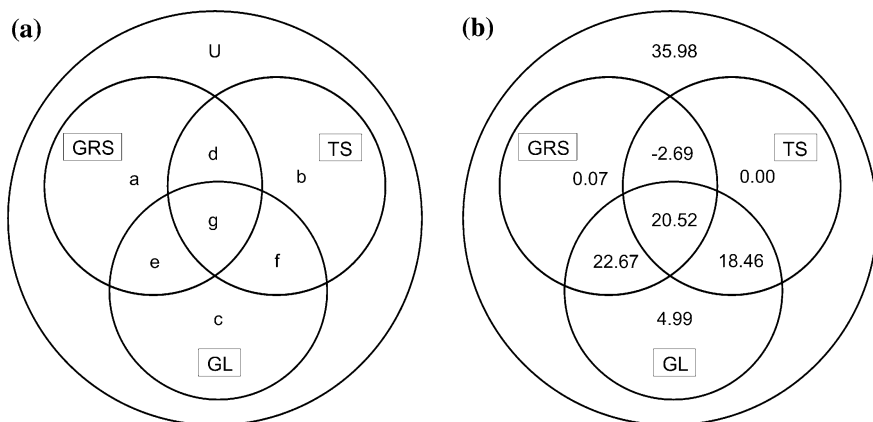 (a)
U
GRS
d
TS
a
b
g
e
f
c
GL
(b)
35.98
GRS
-2.69
TS
0.07
0.00
20.52
22.67
18.46
4.99
GL